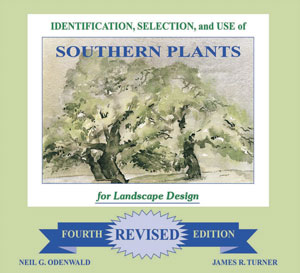 IDENTIFICATION, SELECTION, and USE of
SOUTHERN PLANTS
for Landscape Design
FOURTH REVISED EDITION
NEIL G. ODENWALD JAMES R. TURNER